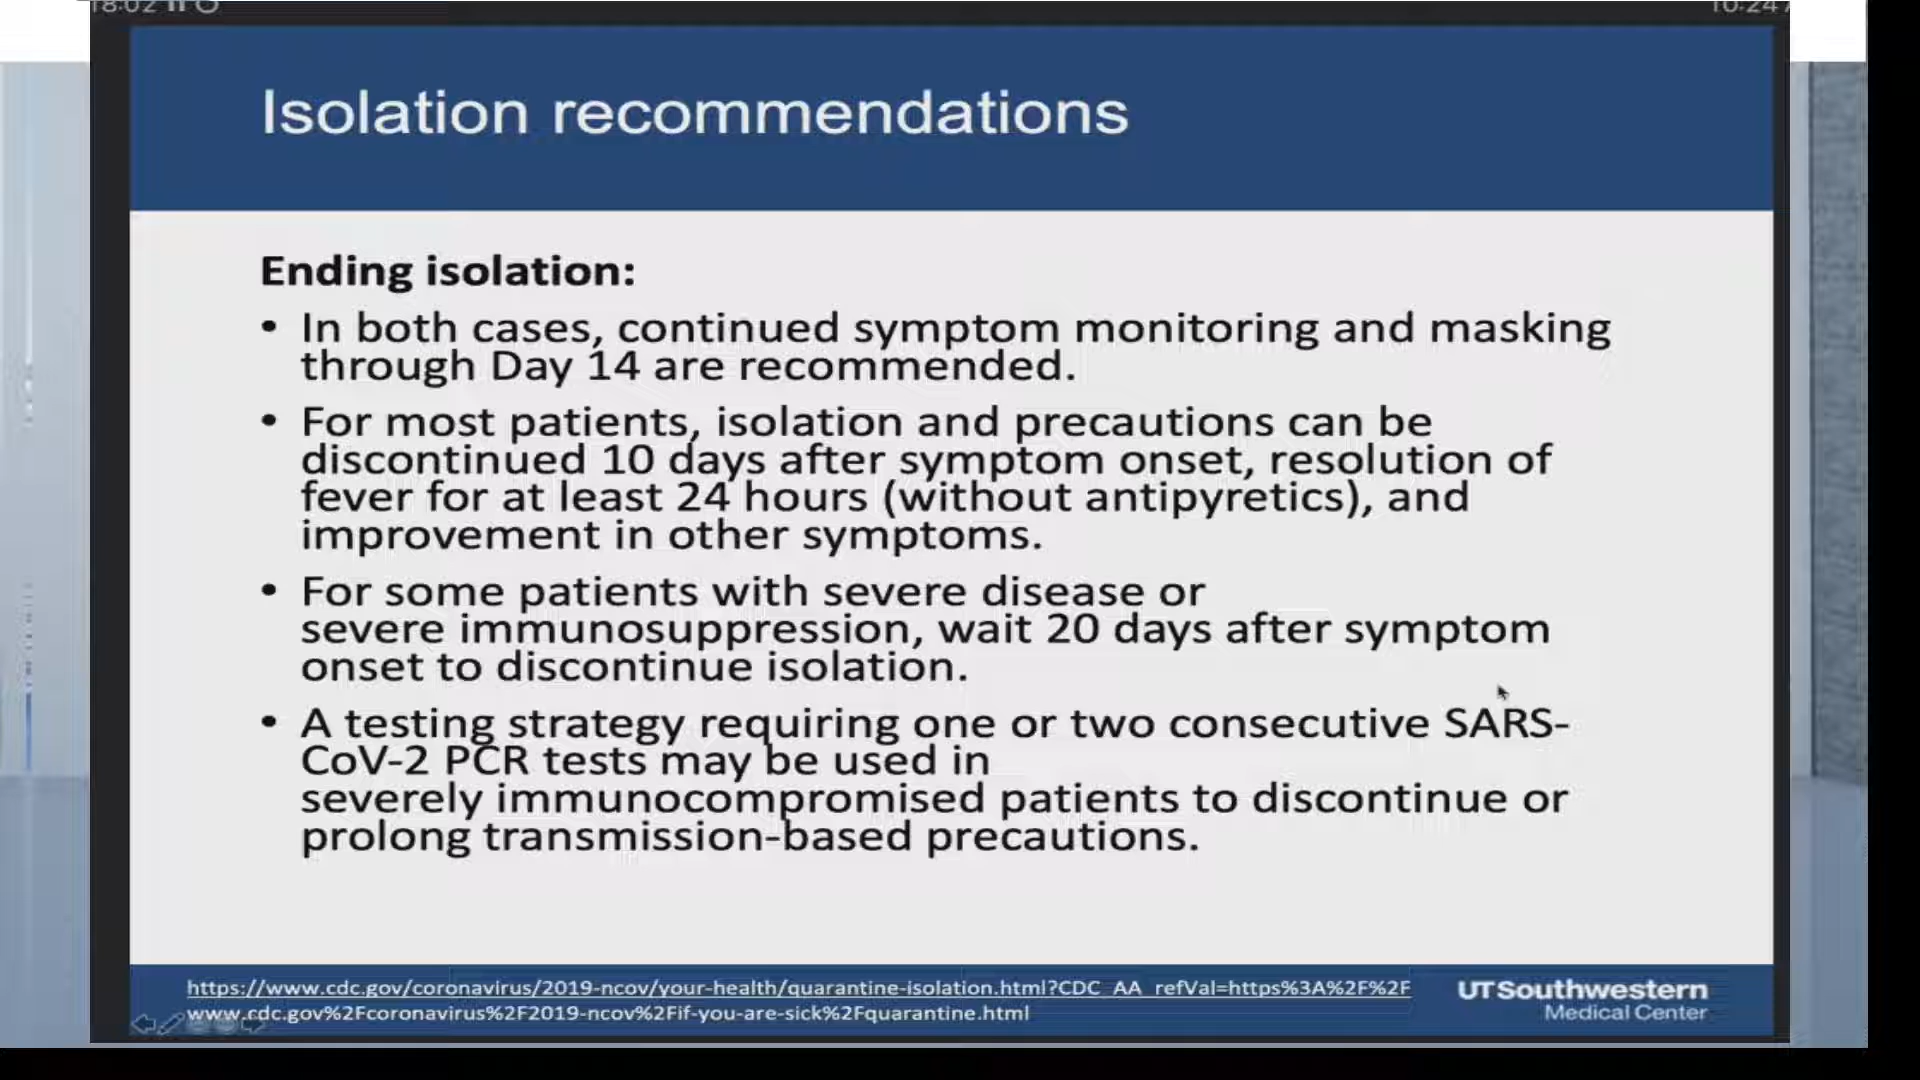 Isolation recommendations
Ending isolation:
• In both cases, continued symptom monitoring and masking
through Day 14 are recommended.
• For most patients, isolation and precautions can be
discontinued 10 days after symptom onset, resolution of
fever for at least 24 hours (without antipyretics), and
improvement in other symptoms.
• For some patients with severe disease or
severe immunosuppression, wait 20 days after symptom
onset to discontinue isolation.
• A testing strategy requiring one or two consecutive SARS-
CoV-2 PCR tests may be used in
severely immunocompromised patients to discontinue or
prolong transmission-based precautions.
https://www.cdc.gov/coronavirus/2019-ncov/your-health/quarantine-isolation.html?CDC_AA_refVal=https%3A%2F%2F
www.cdc.gov%2Fcoronavirus%2F2019-ncov%2Fif-you-are-sick%2Fquarantine.html
UTSouthwestern
Medical Center